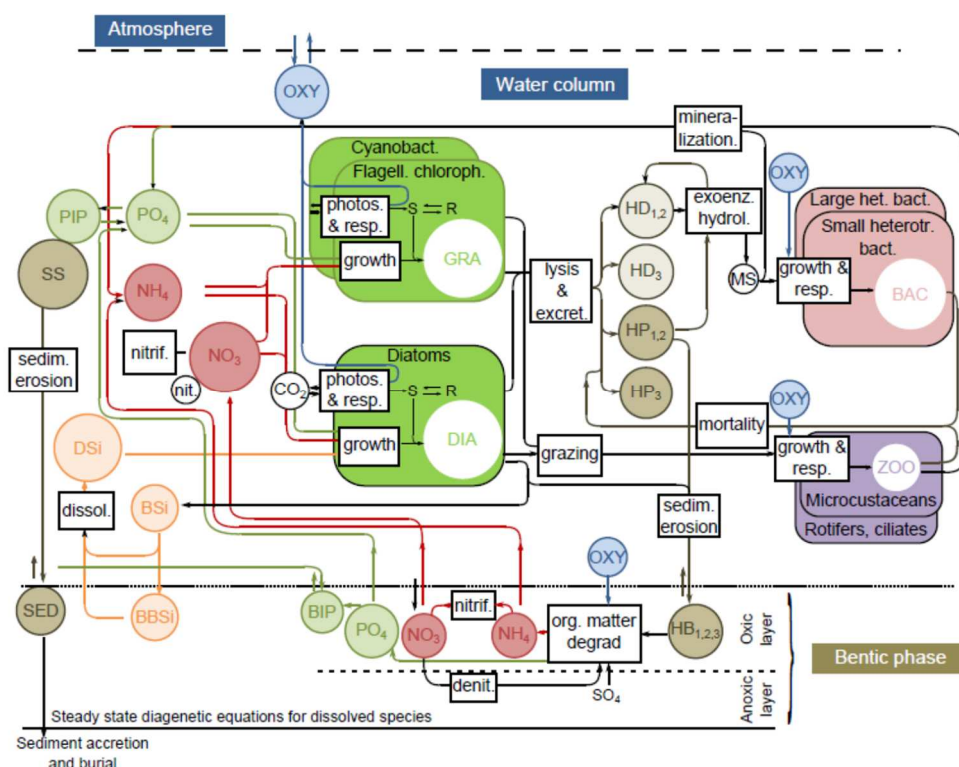 Atmosphere
OXY
Water column
minera-
lization.
Cyanobact.
Flagell. chloroph.
OXY
PIP
PO4
photos.
& resp.
S
R
HD1,2
exoenz.
hydrol.
Large het. bact.
Small heterotr.
bact.
SS
growth
GRA
lysis
&
excret.
HD3
MS
growth &
resp.
BAC
NH4
nitrif.
NO3
HP1,2
sedim.
erosion
nit.
CO2
Diatoms
photos.
& resp.
S
R
HP3
OXY
mortality
DSi
growth
DIA
grazing
growth &
resp.
ZOO
dissol.
BSi
sedim.
erosion
Microcustaceans
Rotifers, ciliates
OXY
SED
BBSi
BIP
PO4
NO3
nitrif.
NH4
org. matter
degrad
HB1,2,3
Oxic
layer
Bentic phase
denit.
SO4
Anoxic
layer
Steady state diagenetic equations for dissolved species
Sediment accretion
and burial